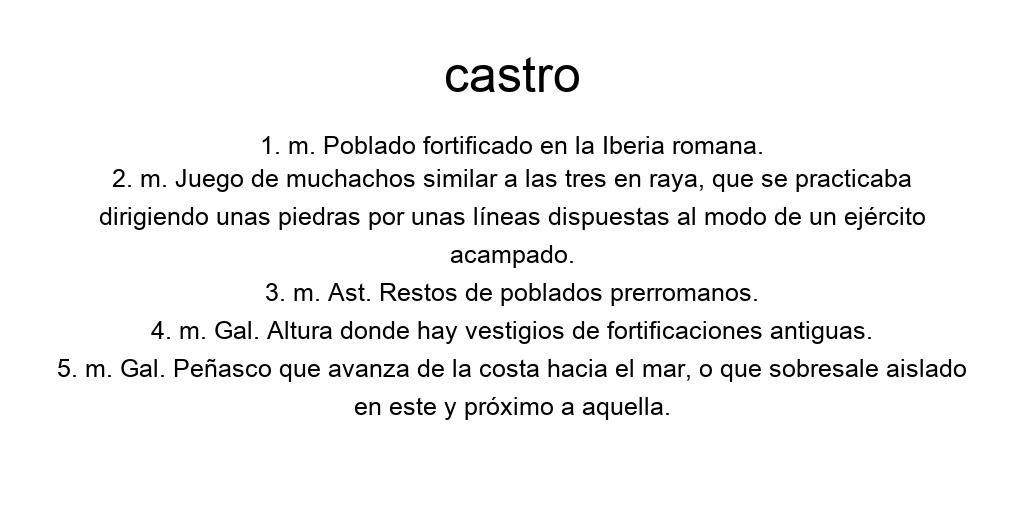 castro
1. m. Poblado fortificado en la Iberia romana.
2. m. Juego de muchachos similar a las tres en raya, que se practicaba
dirigiendo unas piedras por unas líneas dispuestas al modo de un ejército
acampado.
3. m. Ast. Restos de poblados prerromanos.
4. m. Gal. Altura donde hay vestigios de fortificaciones antiguas.
5. m. Gal. Peñasco que avanza de la costa hacia el mar, o que sobresale aislado
en este y próximo a aquella.